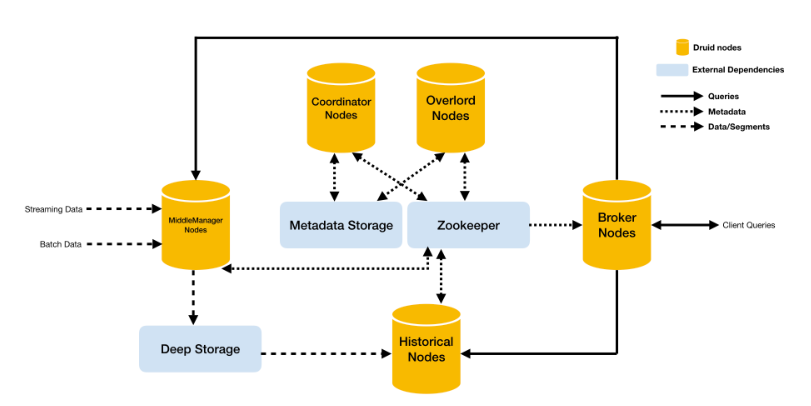 Druid nodes
External Dependencies
Queries
Metadata
Data/Segments
Coordinator
Nodes
Overlord
Nodes
Streaming Data
Batch Data
MiddleManager
Nodes
Metadata Storage
Zookeeper
Broker
Nodes
Client Queries
Deep Storage
Historical
Nodes